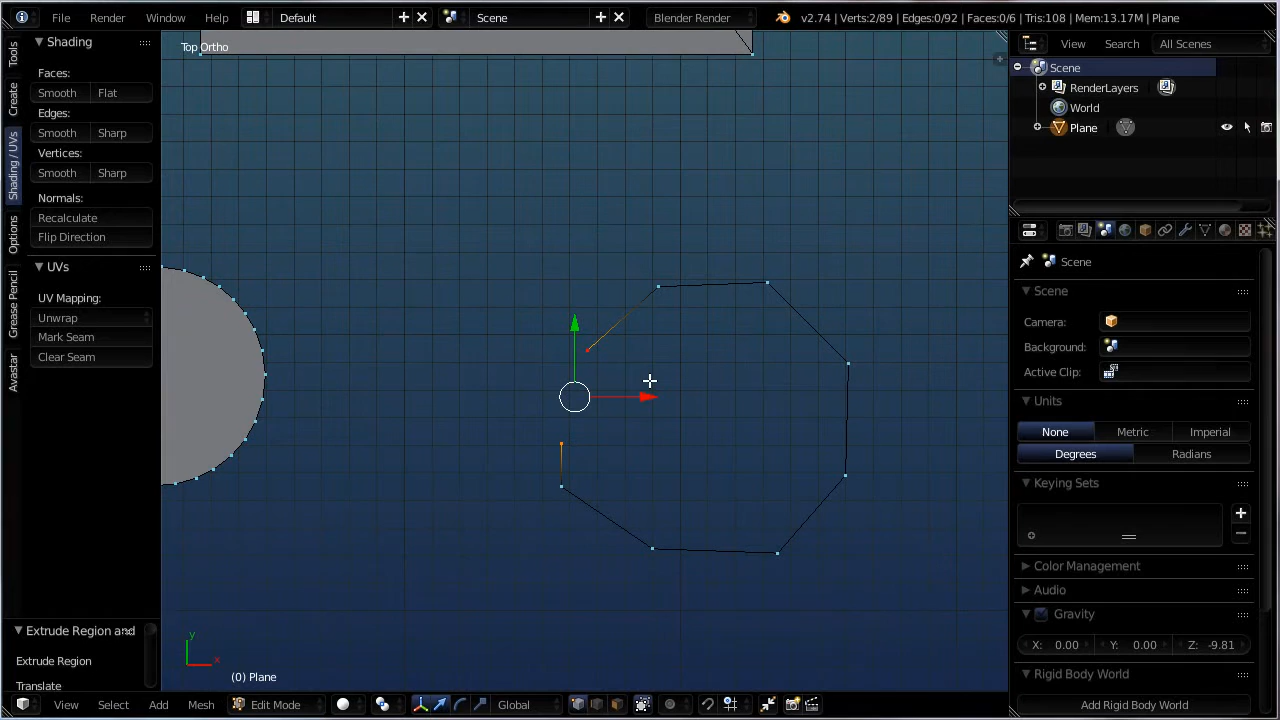 File Render Window Help Default Scene Blender Render v2.74 | Verts:2/89 | Edges:0/92 | Faces:0/6 | Tris:108 | Mem:13.17M | Plane
Tools
Create
Shading / UVs
Options
Grease Pencil
Avastar
Shading
Faces:
Smooth Flat
Edges:
Smooth Sharp
Vertices:
Smooth Sharp
Normals:
Recalculate
Flip Direction
UVs
UV Mapping:
Unwrap
Mark Seam
Clear Seam
Extrude Region and
Extrude Region
Translate
Top Ortho
y
x
(0) Plane
View Select Add Mesh Edit Mode Global
View Search All Scenes
Scene
RenderLayers
World
Plane
Scene
Scene
Camera:
Background:
Active Clip:
Units
None Metric Imperial
Degrees Radians
Keying Sets
Color Management
Audio
Gravity
X: 0.00 Y: 0.00 Z: -9.81
Rigid Body World
Add Rigid Body World